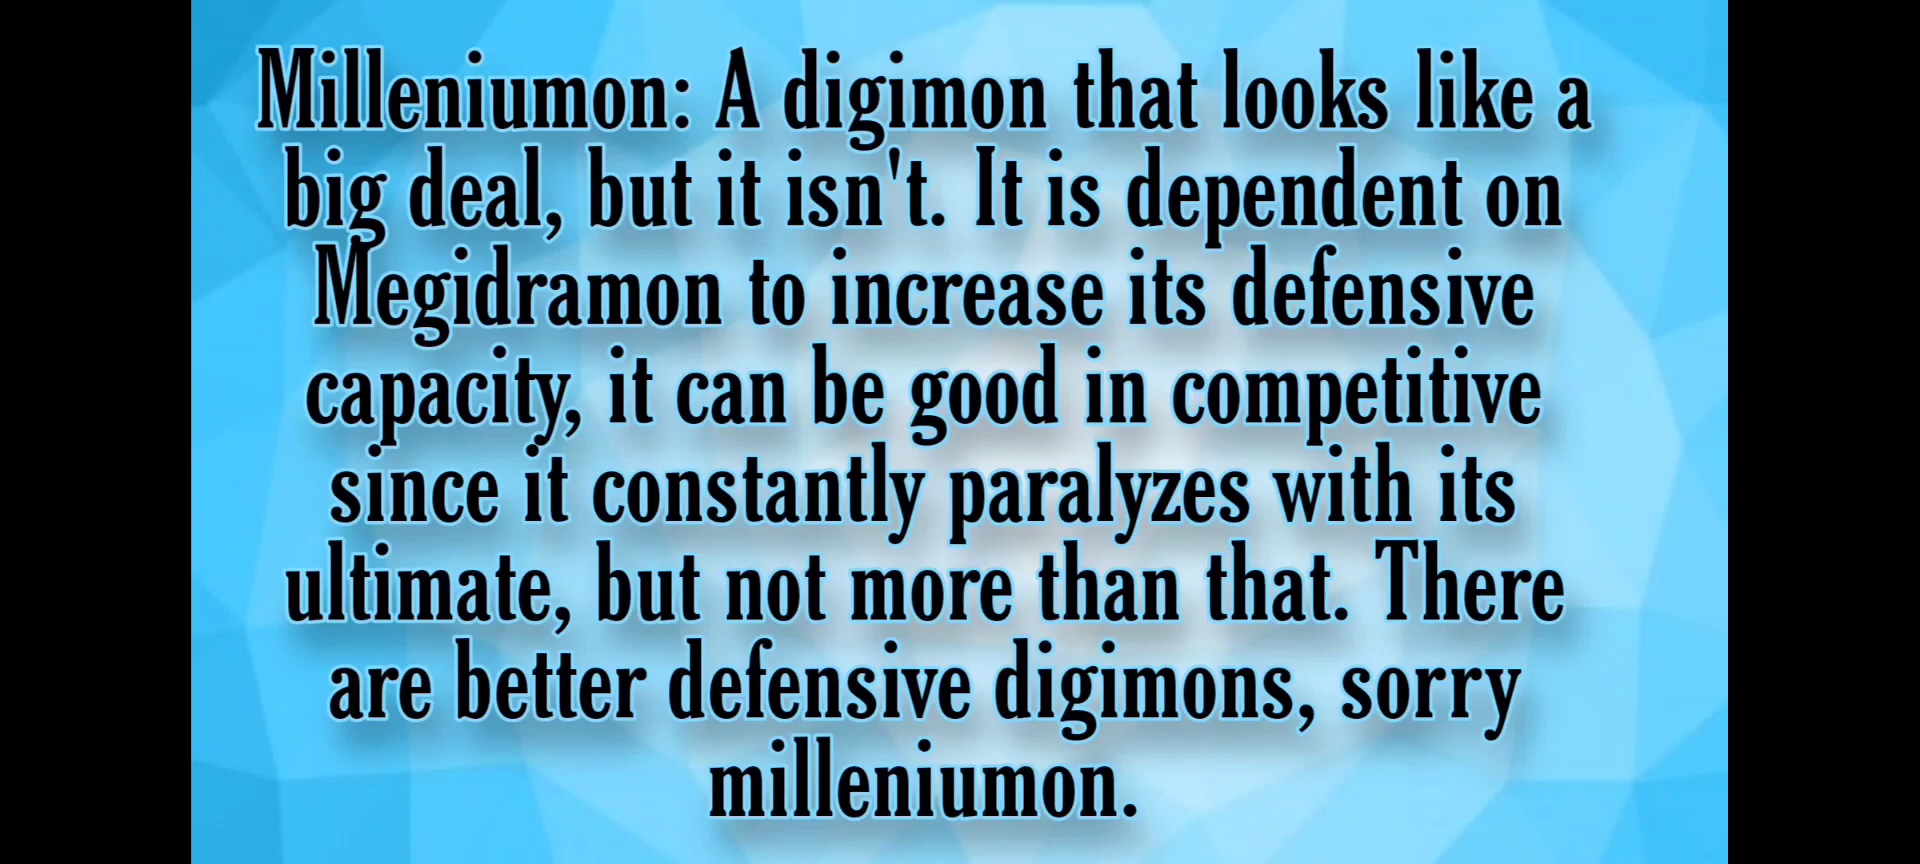 Milleniumon: A digimon that looks like a
big deal, but it isn't. It is dependent on
Megidramon to increase its defensive
capacity, it can be good in competitive
since it constantly paralyzes with its
ultimate, but not more than that. There
are better defensive digimons, sorry
milleniumon.